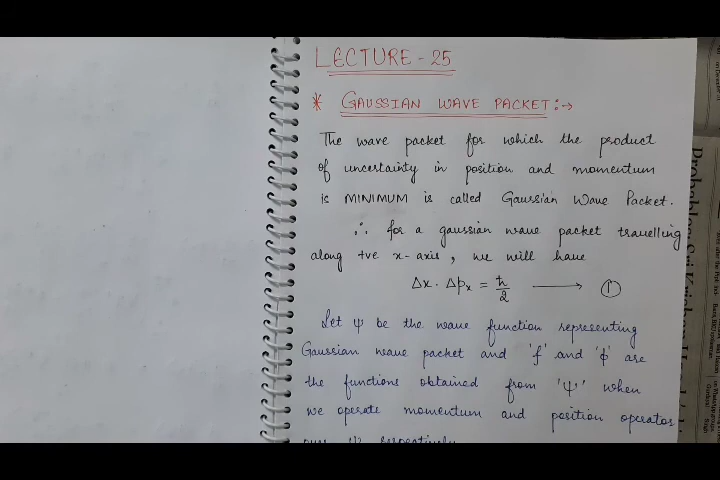 LECTURE - 25
* GAUSSIAN WAVE PACKET :→
The wave packet for which the product
of uncertainty in position and momentum
is MINIMUM is called Gaussian Wave Packet.
∴ for a gaussian wave packet travelling
along +ve x-axis, we will have
Δx . Δpₓ = ħ/2 ⟶ ①
Let ψ be the wave function representing
Gaussian wave packet and 'f' and 'ϕ' are
the functions obtained from 'ψ' when
we operate momentum and position operator
over ψ respectively